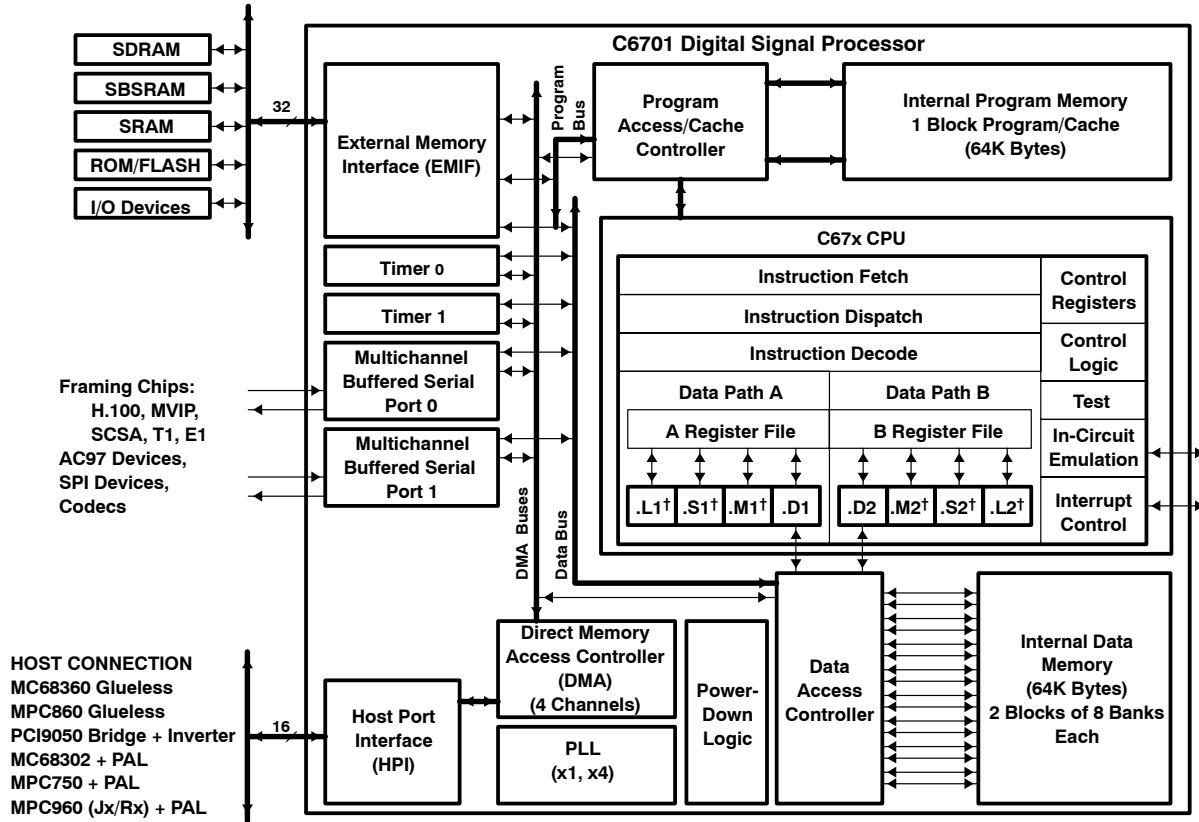 C6701 Digital Signal Processor
SDRAM
SBSRAM
SRAM
ROM/FLASH
I/O Devices
32
External Memory
Interface (EMIF)
Program
Bus
Program
Access/Cache
Controller
Internal Program Memory
1 Block Program/Cache
(64K Bytes)
Timer 0
Timer 1
Multichannel
Buffered Serial
Port 0
Multichannel
Buffered Serial
Port 1
Framing Chips:
H.100, MVIP,
SCSA, T1, E1
AC97 Devices,
SPI Devices,
Codecs
DMA Buses
Data Bus
C67x CPU
Instruction Fetch
Instruction Dispatch
Instruction Decode
Data Path A
Data Path B
A Register File
B Register File
.L1†
.S1†
.M1†
.D1
.D2
.M2†
.S2†
.L2†
Control
Registers
Control
Logic
Test
In-Circuit
Emulation
Interrupt
Control
HOST CONNECTION
MC68360 Glueless
MPC860 Glueless
PCI9050 Bridge + Inverter
MC68302 + PAL
MPC750 + PAL
MPC960 (Jx/Rx) + PAL
16
Host Port
Interface
(HPI)
Direct Memory
Access Controller
(DMA)
(4 Channels)
PLL
(x1, x4)
Power-
Down
Logic
Data
Access
Controller
Internal Data
Memory
(64K Bytes)
2 Blocks of 8 Banks
Each